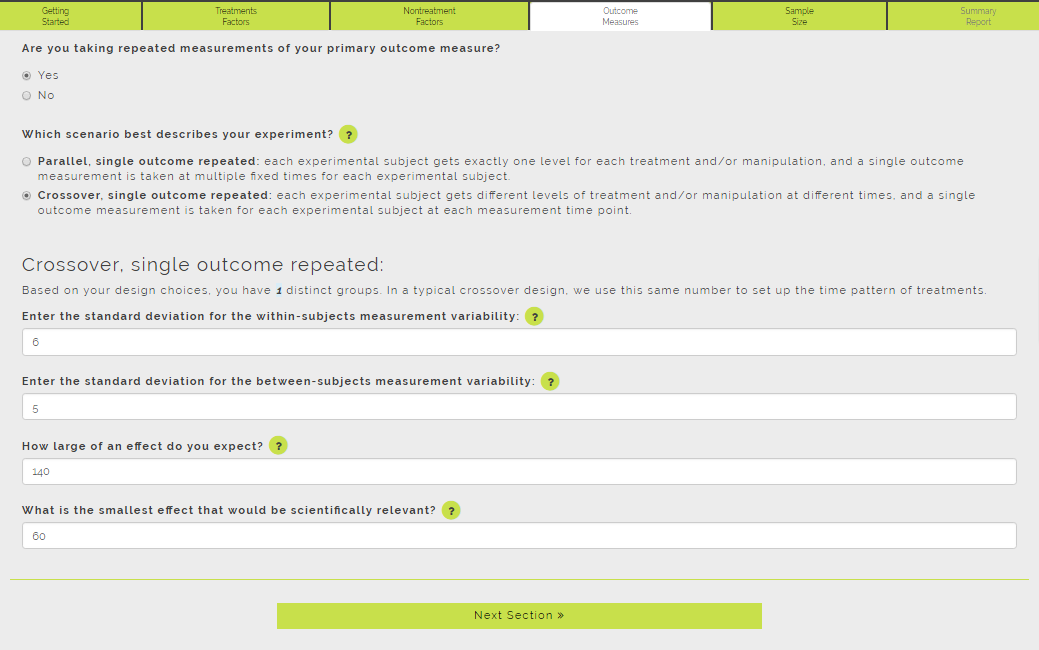 Getting
Started
Treatments
Factors
Nontreatment
Factors
Outcome
Measures
Sample
Size
Summary
Report
Are you taking repeated measurements of your primary outcome measure?
Yes
No
Which scenario best describes your experiment? ?
Parallel, single outcome repeated: each experimental subject gets exactly one level for each treatment and/or manipulation, and a single outcome
measurement is taken at multiple fixed times for each experimental subject.
Crossover, single outcome repeated: each experimental subject gets different levels of treatment and/or manipulation at different times, and a single
outcome measurement is taken for each experimental subject at each measurement time point.
Crossover, single outcome repeated:
Based on your design choices, you have 1 distinct groups. In a typical crossover design, we use this same number to set up the time pattern of treatments.
Enter the standard deviation for the within-subjects measurement variability: ?
6
Enter the standard deviation for the between-subjects measurement variability: ?
5
How large of an effect do you expect? ?
140
What is the smallest effect that would be scientifically relevant? ?
60
Next Section »